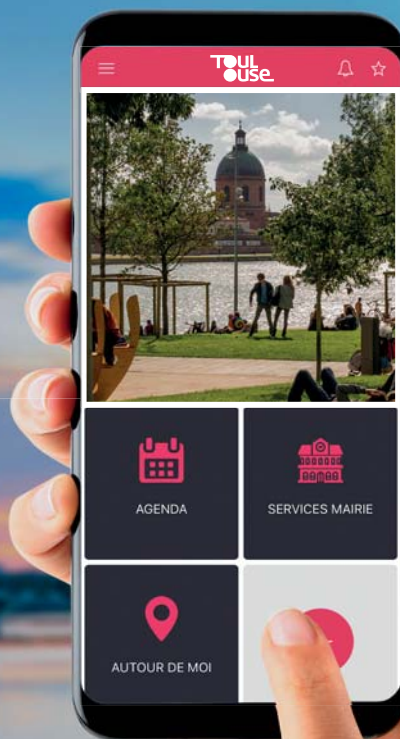 TOUL
OUSE
AGENDA
SERVICES MAIRIE
AUTOUR DE MOI